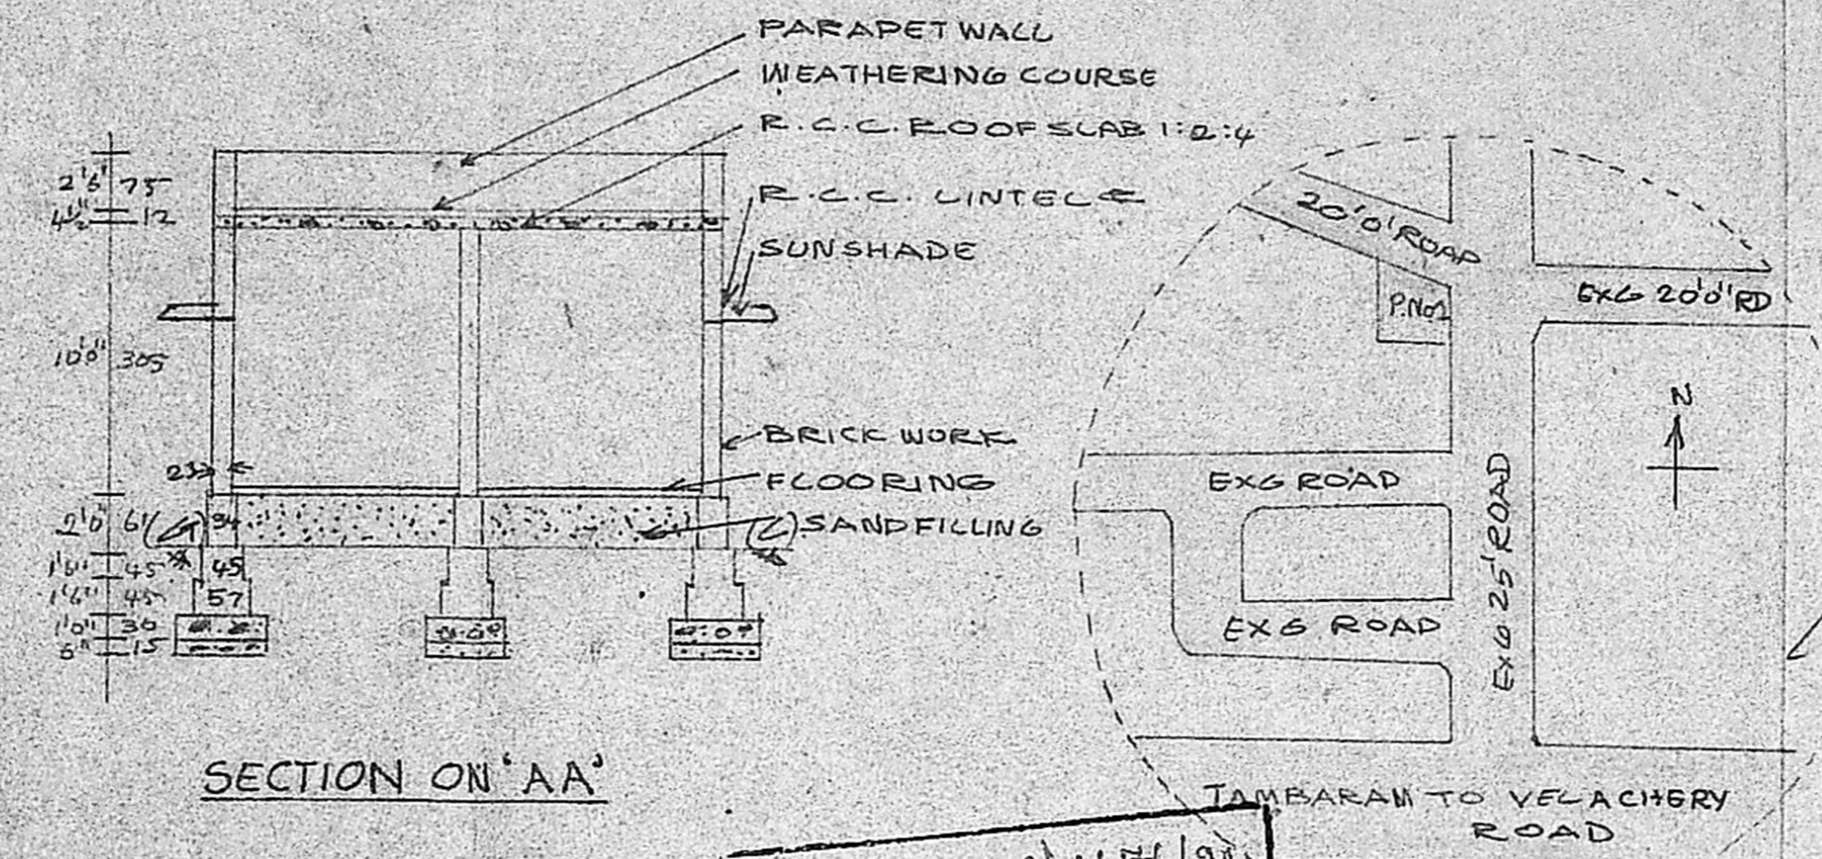 PARAPET WALL
WEATHERING COURSE
R.C.C. ROOF SLAB 1:2:4
R.C.C. LINTEL &
SUNSHADE
BRICK WORK
FLOORING
SAND FILLING
2'6" 75
4½" 12
10'0" 305
23
2'0" 61 34
1'6" 45 45
1'6" 45 57
1'0" 30
6" 15
SECTION ON 'AA'
20'0" ROAD
P.No1
EXG 20'0" RD
N
EXG ROAD
EXG 25' ROAD
EXG ROAD
TAMBARAM TO VELACHERY
ROAD